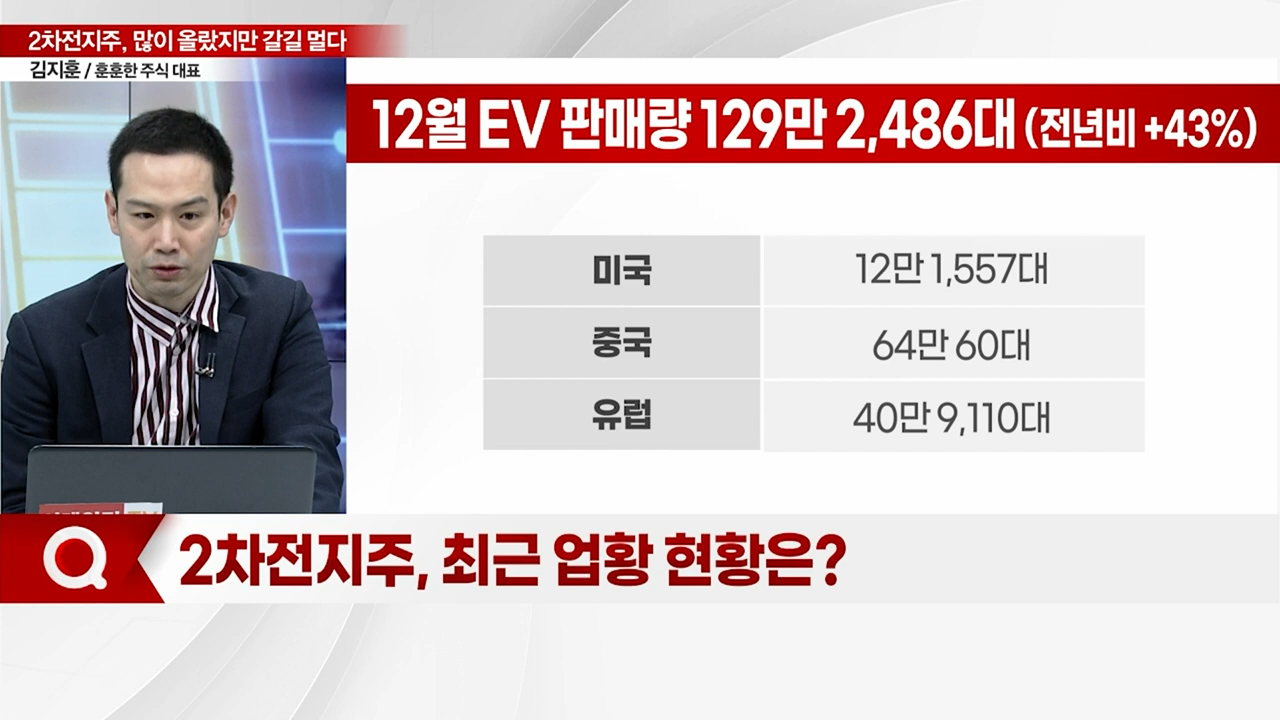 2차전지주, 많이 올랐지만 갈길 멀다
김지훈 / 훈훈한 주식 대표
12월 EV 판매량 129만 2,486대 (전년비 +43%)
미국 12만 1,557대
중국 64만 60대
유럽 40만 9,110대
Q 2차전지주, 최근 업황 현황은?